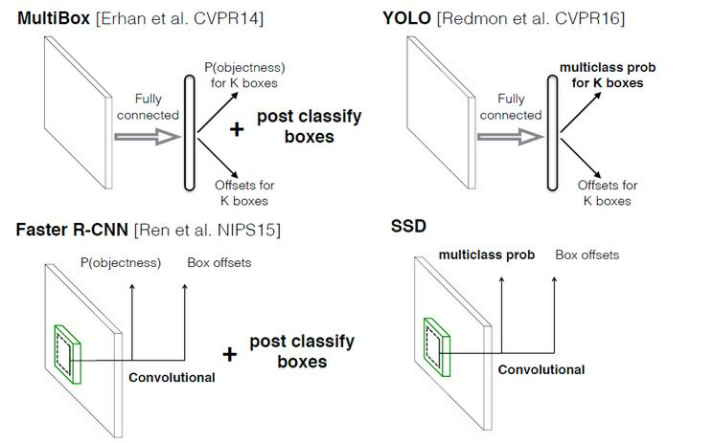 MultiBox [Erhan et al. CVPR14]
P(objectness)
for K boxes
Fully
connected
+
post classify
boxes
Offsets for
K boxes
YOLO [Redmon et al. CVPR16]
multiclass prob
for K boxes
Fully
connected
Offsets for
K boxes
Faster R-CNN [Ren et al. NIPS15]
P(objectness) Box offsets
+
post classify
boxes
Convolutional
SSD
multiclass prob Box offsets
Convolutional